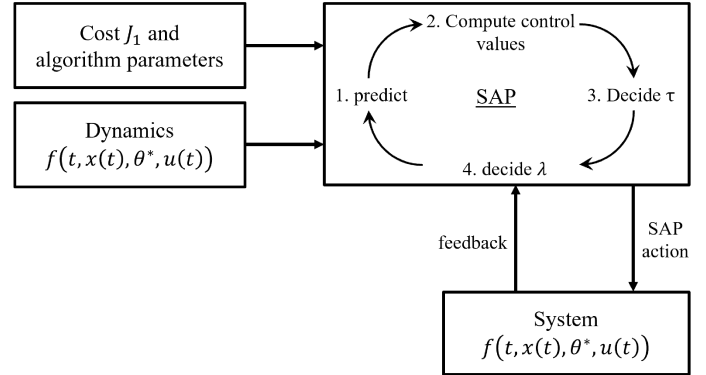 Cost J₁ and
algorithm parameters
Dynamics
f(t, x(t), θ*, u(t))
2. Compute control
values
1. predict
SAP
3. Decide τ
4. decide λ
feedback
SAP
action
System
f(t, x(t), θ*, u(t))